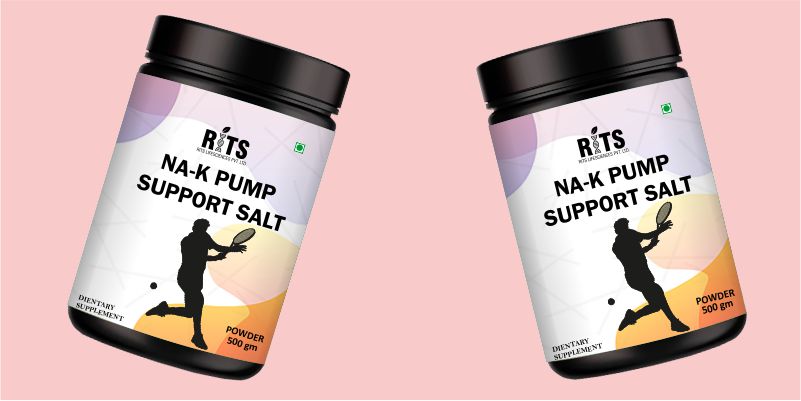 RITS
RITS LIFESCIENCES PVT. LTD.
NA-K PUMP
SUPPORT SALT
DIENTARY
SUPPLEMENT
POWDER
500 gm
RITS
RITS LIFESCIENCES PVT. LTD.
NA-K PUMP
SUPPORT SALT
DIENTARY
SUPPLEMENT
POWDER
500 gm